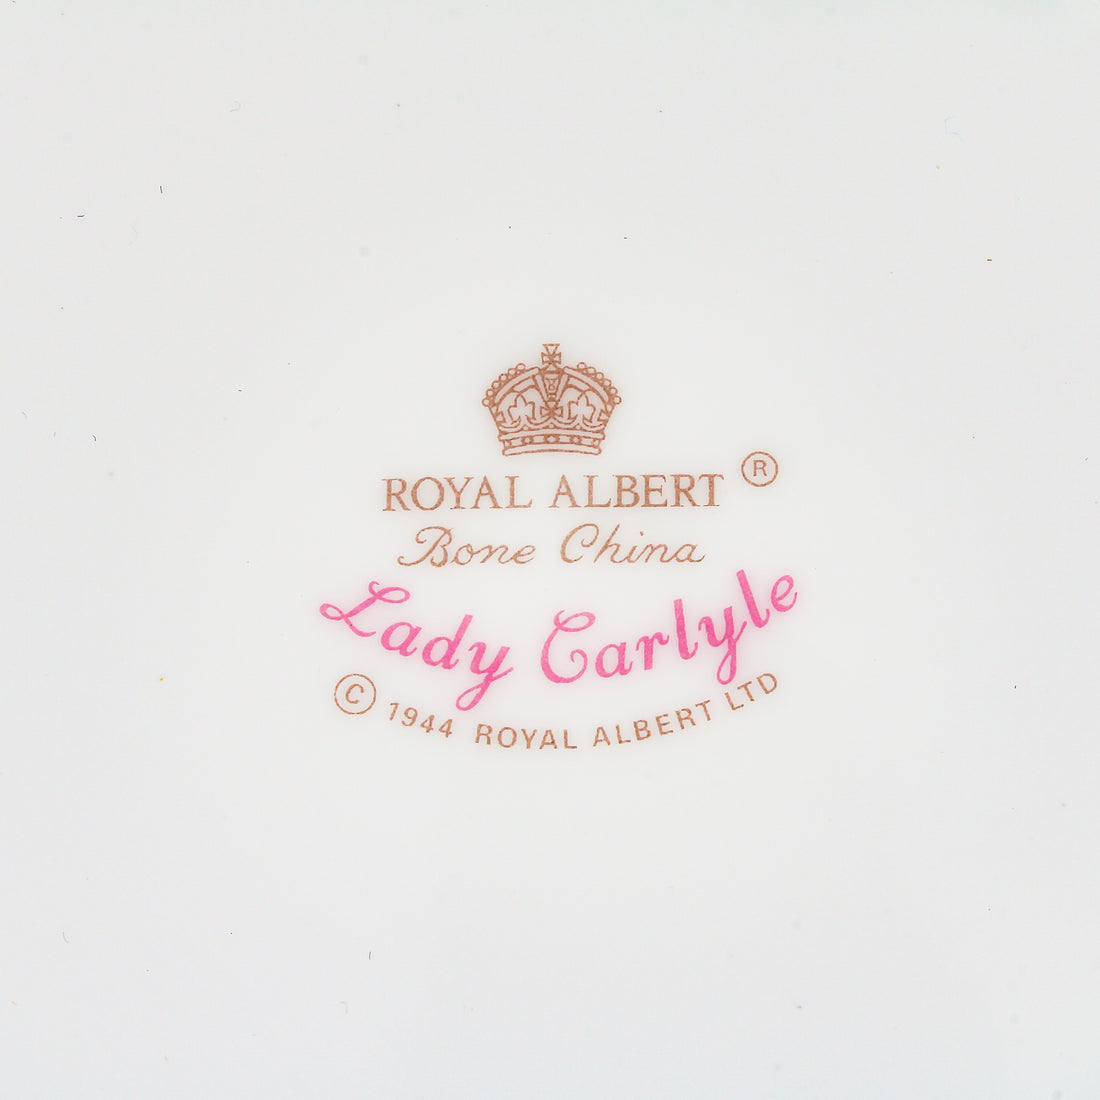 ROYAL ALBERT ®
Bone China
Lady Carlyle
© 1944 ROYAL ALBERT LTD